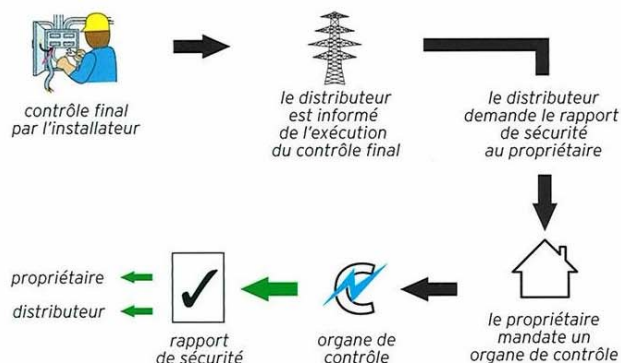 contrôle final
par l'installateur
le distributeur
est informé
de l'exécution
du contrôle final
le distributeur
demande le rapport
de sécurité
au propriétaire
propriétaire
distributeur
rapport
de sécurité
organe de
contrôle
le propriétaire
mandate un
organe de contrôle